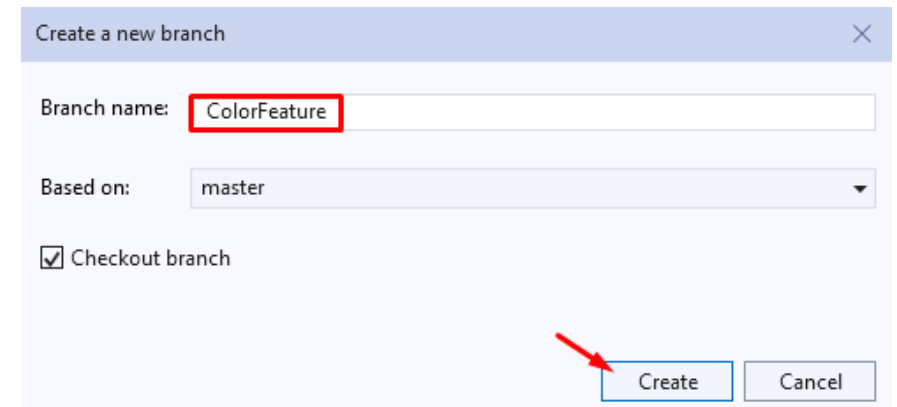 Create a new branch
Branch name: ColorFeature
Based on: master
Checkout branch
Create Cancel